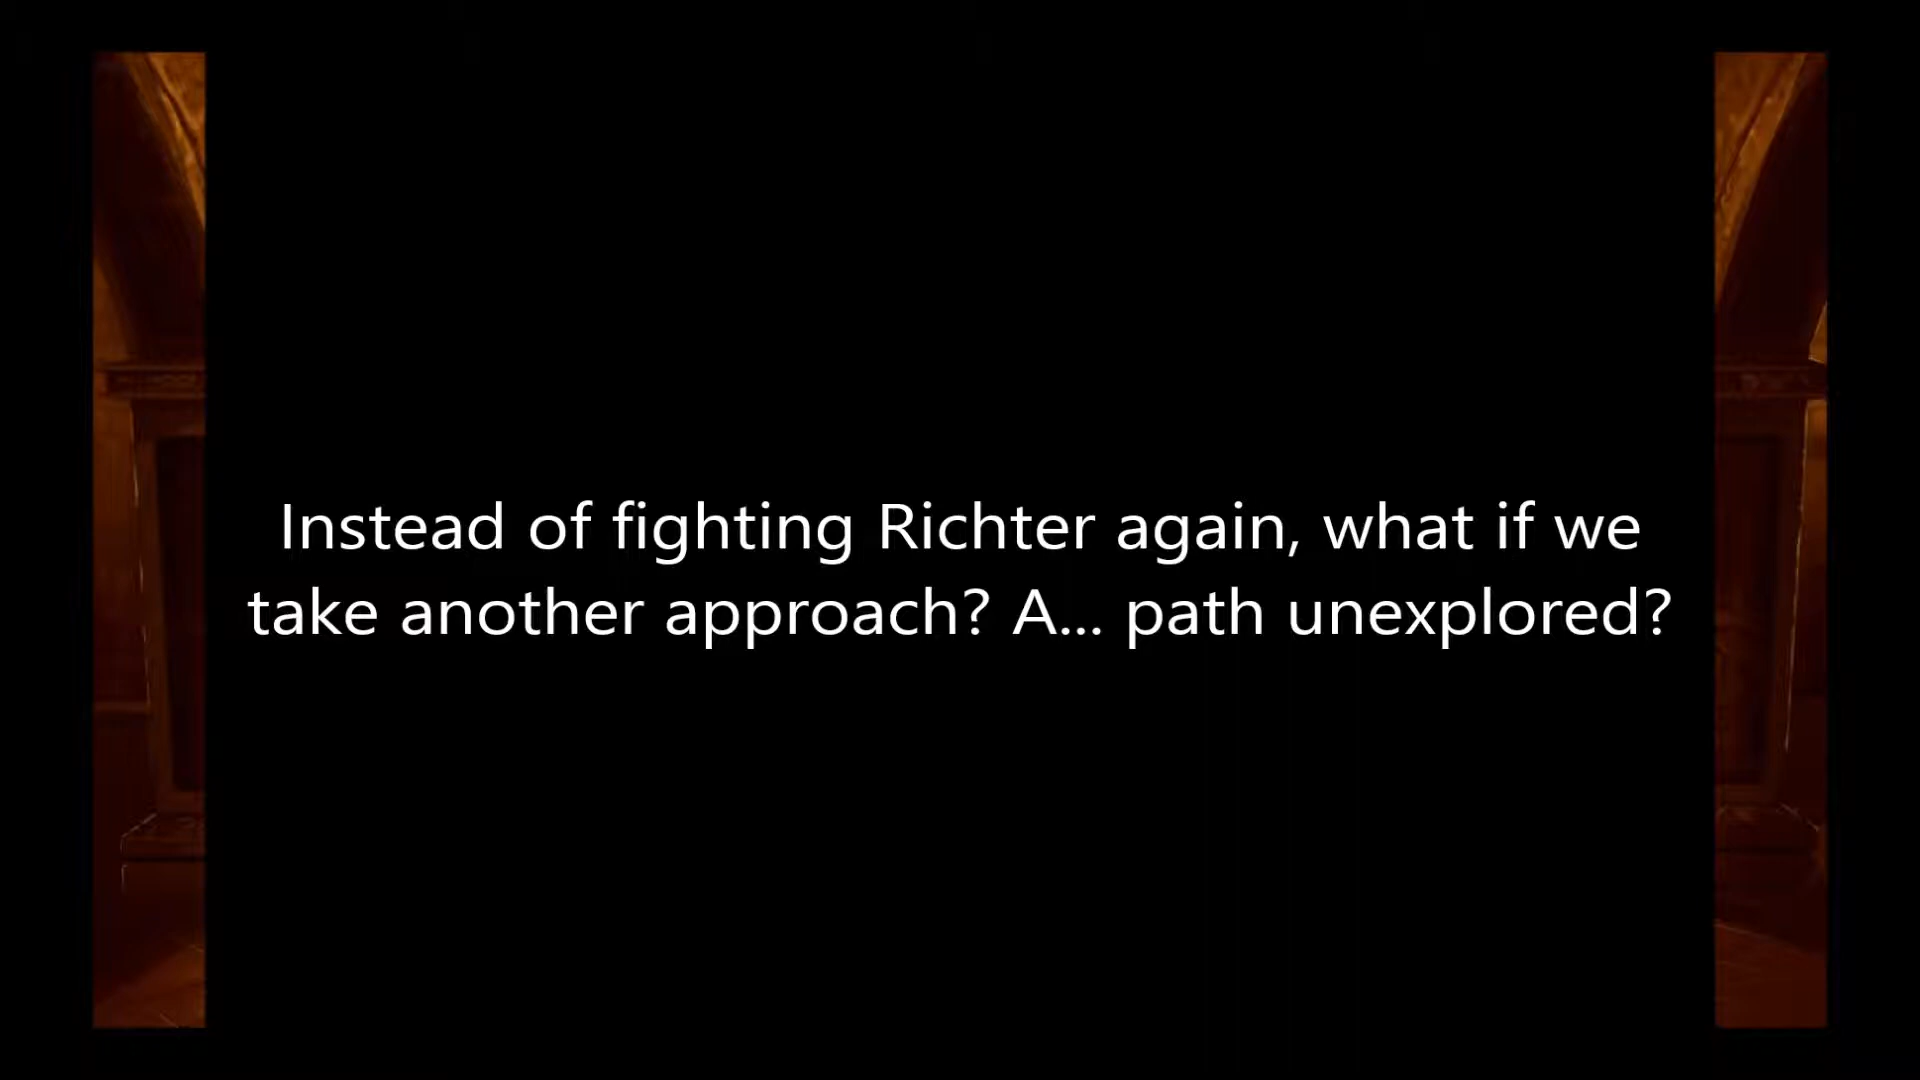 Instead of fighting Richter again, what if we
take another approach? A... path unexplored?